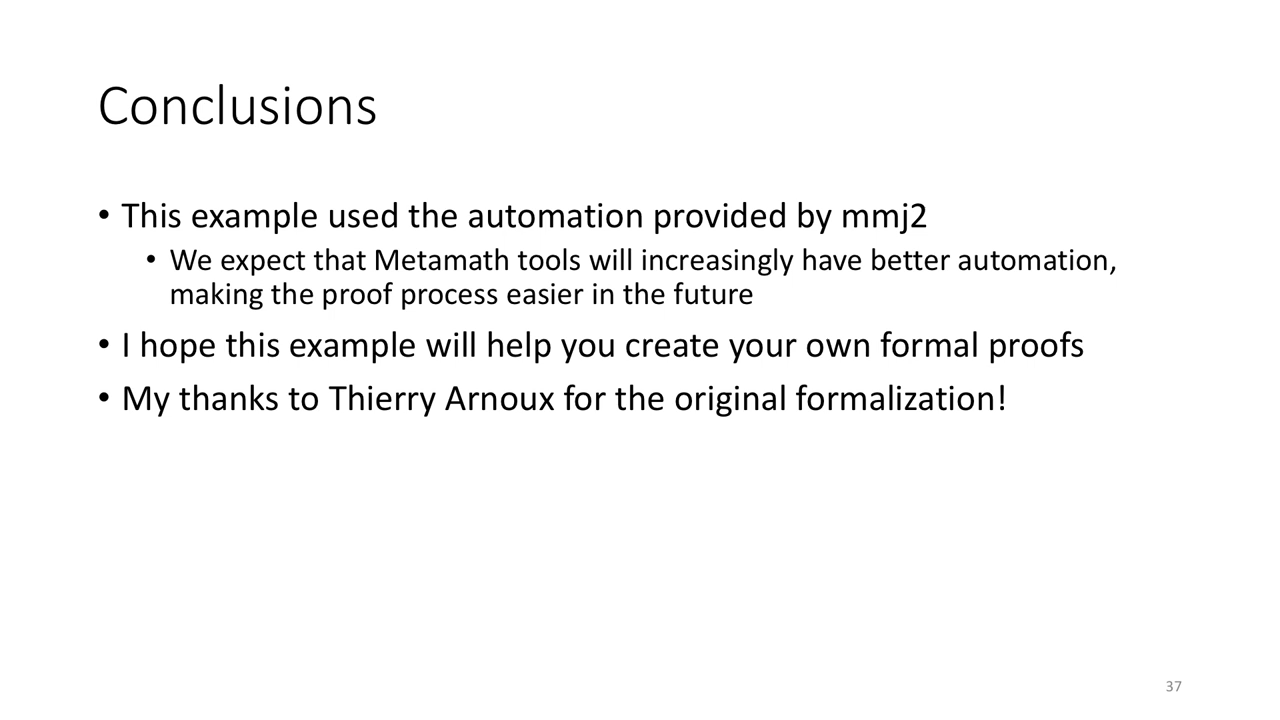 Conclusions
• This example used the automation provided by mmj2
• We expect that Metamath tools will increasingly have better automation,
making the proof process easier in the future
• I hope this example will help you create your own formal proofs
• My thanks to Thierry Arnoux for the original formalization!
37